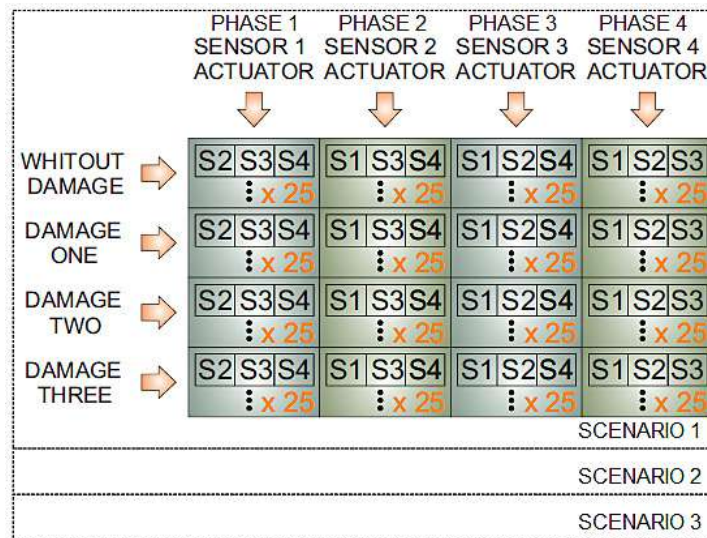 PHASE 1 PHASE 2 PHASE 3 PHASE 4
SENSOR 1 SENSOR 2 SENSOR 3 SENSOR 4
ACTUATOR ACTUATOR ACTUATOR ACTUATOR
WHITOUT
DAMAGE
S2 S3 S4 S1 S3 S4 S1 S2 S4 S1 S2 S3
x 25 x 25 x 25 x 25
DAMAGE
ONE
S2 S3 S4 S1 S3 S4 S1 S2 S4 S1 S2 S3
x 25 x 25 x 25 x 25
DAMAGE
TWO
S2 S3 S4 S1 S3 S4 S1 S2 S4 S1 S2 S3
x 25 x 25 x 25 x 25
DAMAGE
THREE
S2 S3 S4 S1 S3 S4 S1 S2 S4 S1 S2 S3
x 25 x 25 x 25 x 25
SCENARIO 1
SCENARIO 2
SCENARIO 3